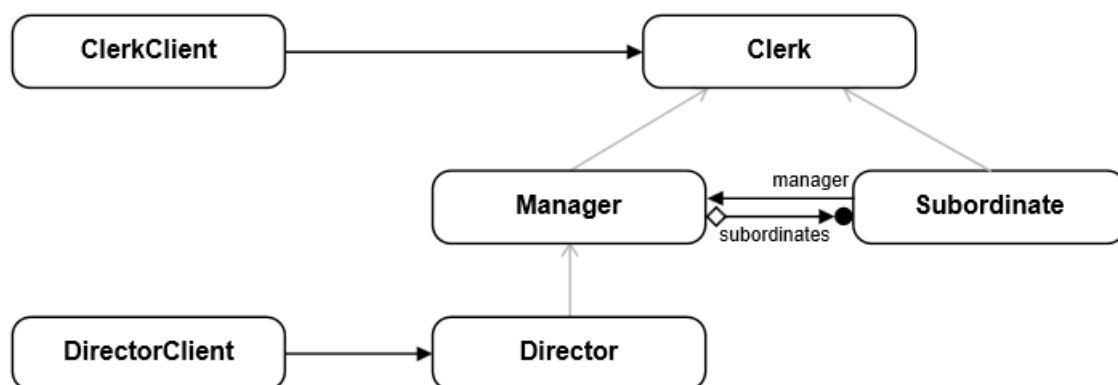 ClerkClient
Clerk
manager
Manager
Subordinate
subordinates
DirectorClient
Director